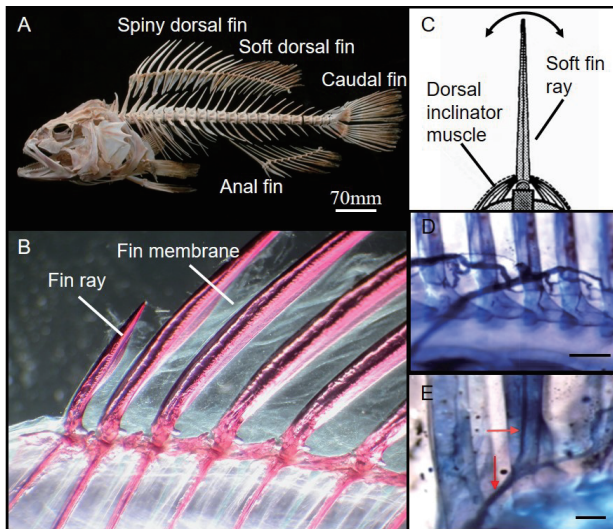 A
Spiny dorsal fin
Soft dorsal fin
Caudal fin
Anal fin
70mm
B
Fin membrane
Fin ray
C
Dorsal
inclinator
muscle
Soft fin
ray
D
E